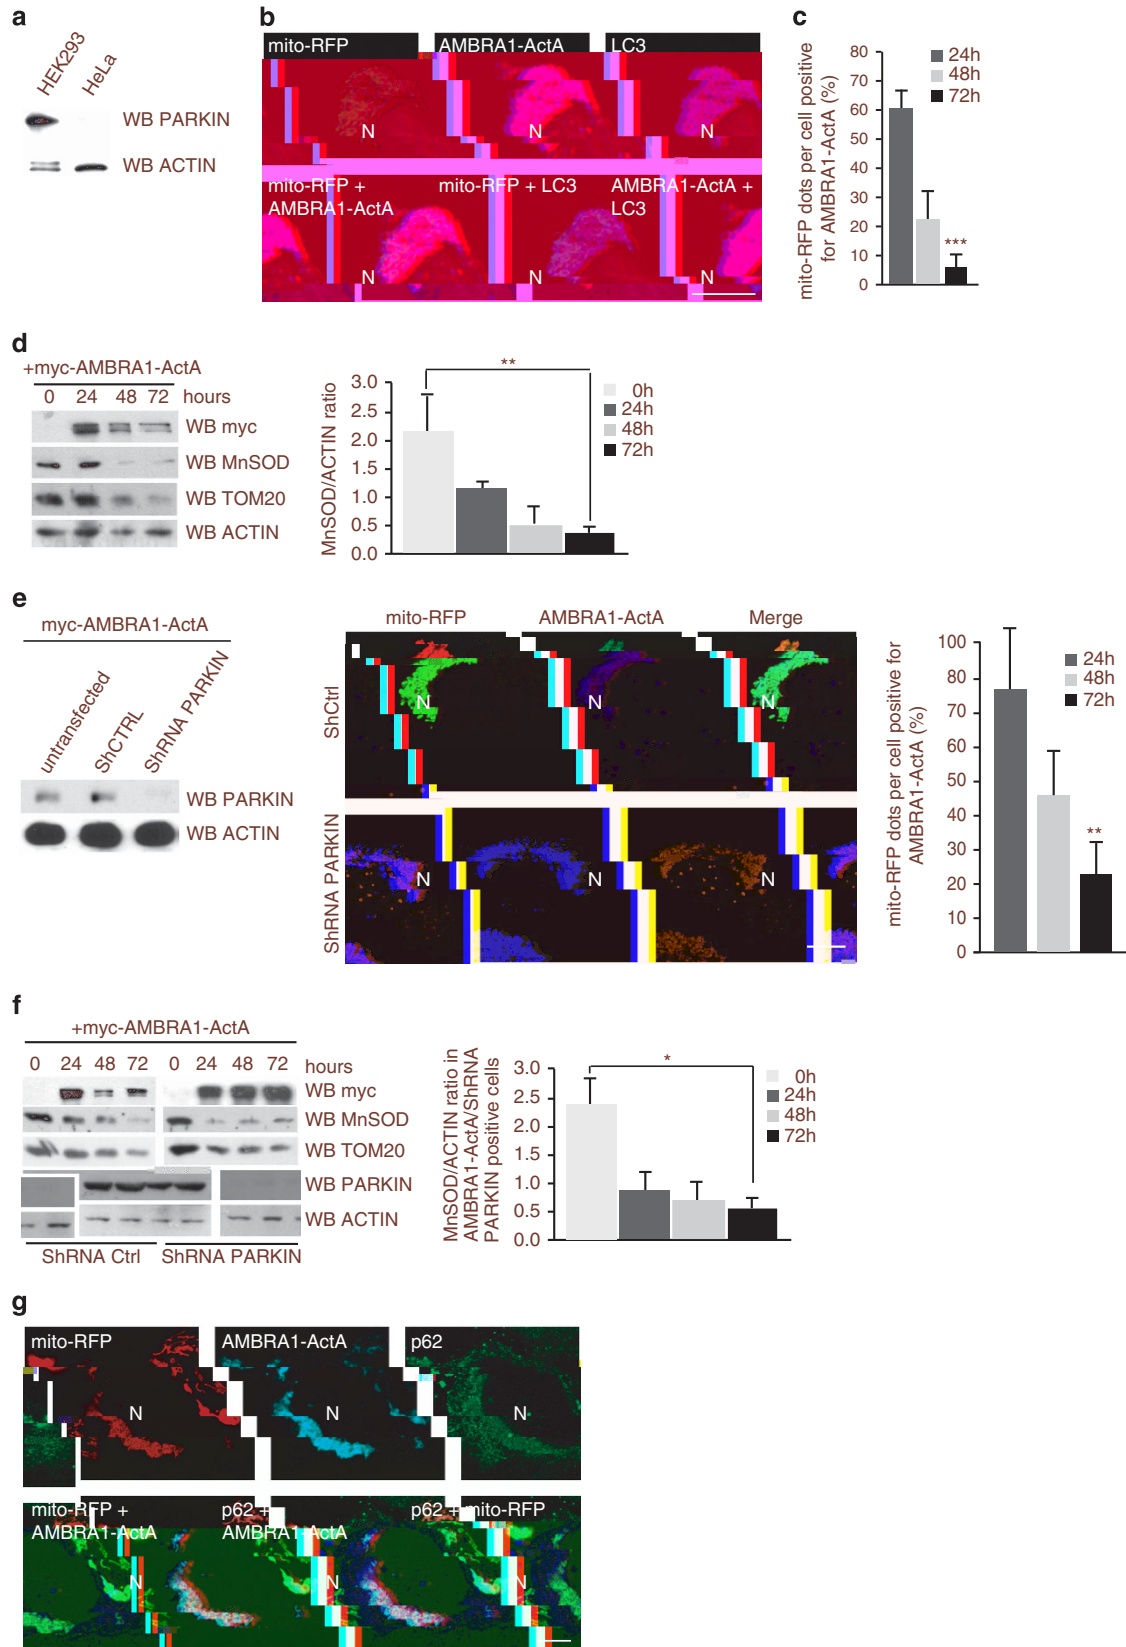 a
HEK293
HeLa
WB PARKIN
WB ACTIN
b
mito-RFP
AMBRA1-ActA
LC3
N
N
N
mito-RFP +
AMBRA1-ActA
mito-RFP + LC3
AMBRA1-ActA +
LC3
N
N
N
c
mito-RFP dots per cell positive
for AMBRA1-ActA (%)
80
70
60
50
40
30
20
10
0
24h
48h
72h
***
d
+myc-AMBRA1-ActA
0 24 48 72 hours
WB myc
WB MnSOD
WB TOM20
WB ACTIN
MnSOD/ACTIN ratio
3.0
2.5
2.0
1.5
1.0
0.5
0.0
**
0h
24h
48h
72h
e
myc-AMBRA1-ActA
untransfected
ShCTRL
ShRNA PARKIN
WB PARKIN
WB ACTIN
mito-RFP
AMBRA1-ActA
Merge
ShCtrl
N
N
N
ShRNA PARKIN
N
N
N
mito-RFP dots per cell positive for
AMBRA1-ActA (%)
100
80
70
60
50
40
30
20
10
0
24h
48h
72h
**
f
+myc-AMBRA1-ActA
0 24 48 72 0 24 48 72 hours
WB myc
WB MnSOD
WB TOM20
WB PARKIN
WB ACTIN
ShRNA Ctrl
ShRNA PARKIN
MnSOD/ACTIN ratio in
AMBRA1-ActA/ShRNA
PARKIN positive cells
3.0
2.5
2.0
1.5
1.0
0.5
0.0
*
0h
24h
48h
72h
g
mito-RFP
AMBRA1-ActA
p62
N
N
N
mito-RFP +
AMBRA1-ActA
p62 +
AMBRA1-ActA
p62 + mito-RFP
N
N
N